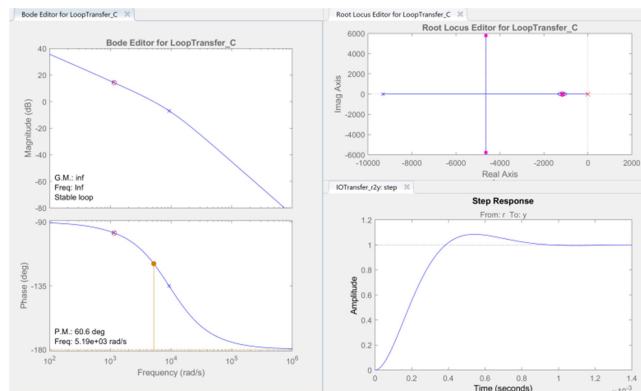 Bode Editor for LoopTransfer_C
Bode Editor for LoopTransfer_C
40
20
0
-20
-40
-60
-80
Magnitude (dB)
G.M.: inf
Freq: Inf
Stable loop
-90
-135
-180
Phase (deg)
P.M.: 60.6 deg
Freq: 5.19e+03 rad/s
10^2
10^3
10^4
10^5
10^6
Frequency (rad/s)
Root Locus Editor for LoopTransfer_C
Root Locus Editor for LoopTransfer_C
6000
4000
2000
0
-2000
-4000
-6000
Imag Axis
-10000
-8000
-6000
-4000
-2000
0
2000
Real Axis
IOTransfer_r2y: step
Step Response
From: r To: y
1.2
1
0.8
0.6
0.4
0.2
0
Amplitude
0
0.2
0.4
0.6
0.8
1
1.2
1.4
Time (seconds)